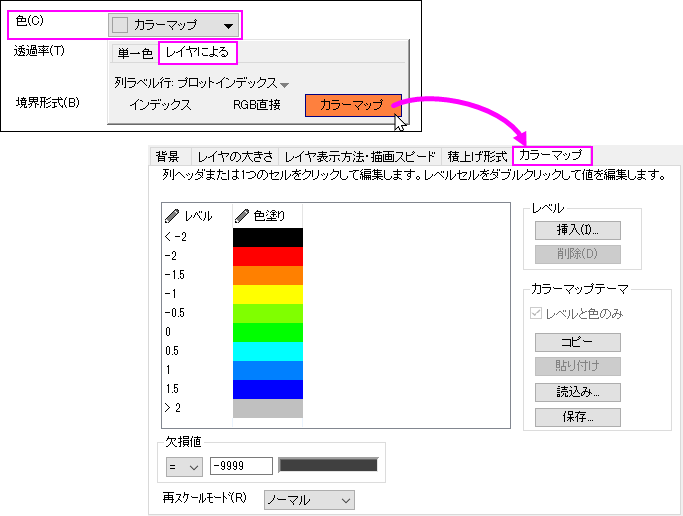 色(C) カラーマップ
透過率(T) 単一色 レイヤによる
列ラベル行: プロットインデックス
境界形式(B) インデックス RGB直接 カラーマップ
背景 レイヤの大きさ レイヤ表示方法・描画スピード 積上げ形式 カラーマップ
列ヘッダまたは1つのセルをクリックして編集します。レベルセルをダブルクリックして値を編集します。
レベル 色塗り
< -2
-2
-1.5
-1
-0.5
0
0.5
1
1.5
> 2
レベル
挿入(I)...
削除(D)
カラーマップテーマ
レベルと色のみ
コピー
貼り付け
読込み...
保存...
欠損値
= -9999
再スケールモード(R) ノーマル